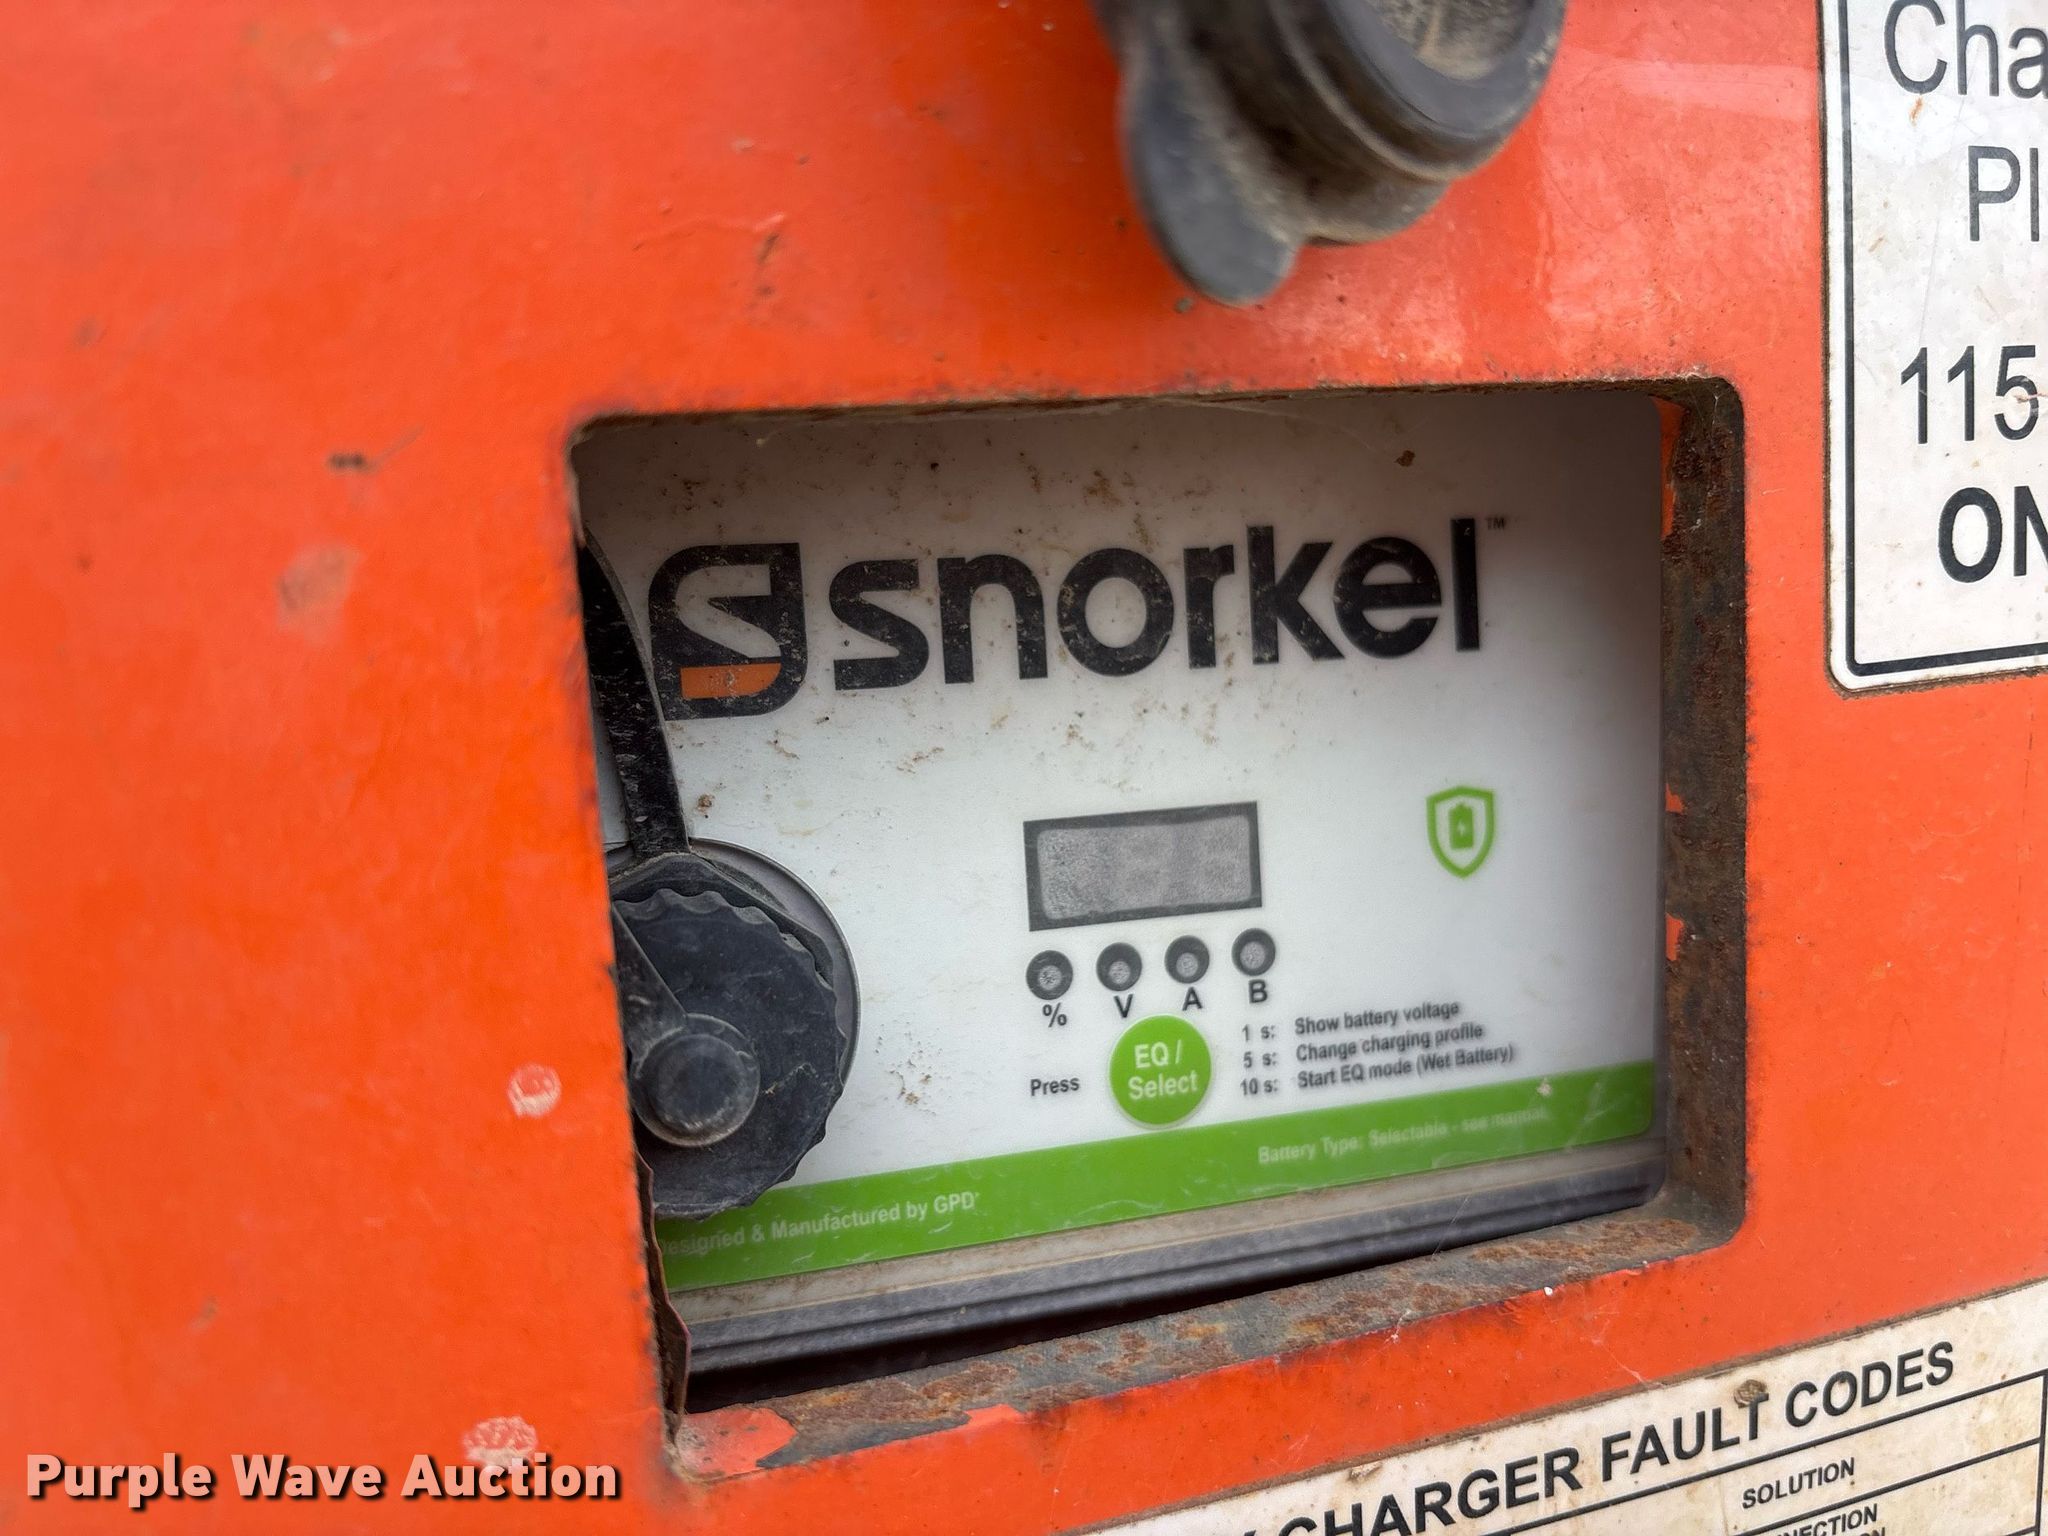 Cha
Pl
115
ON
snorkel™
% V A B
Press
EQ /
Select
1 s: Show battery voltage
5 s: Change charging profile
10 s: Start EQ mode (Wet Battery)
Battery Type: Selectable - see manual
Designed & Manufactured by GPD
CHARGER FAULT CODES
SOLUTION
Purple Wave Auction